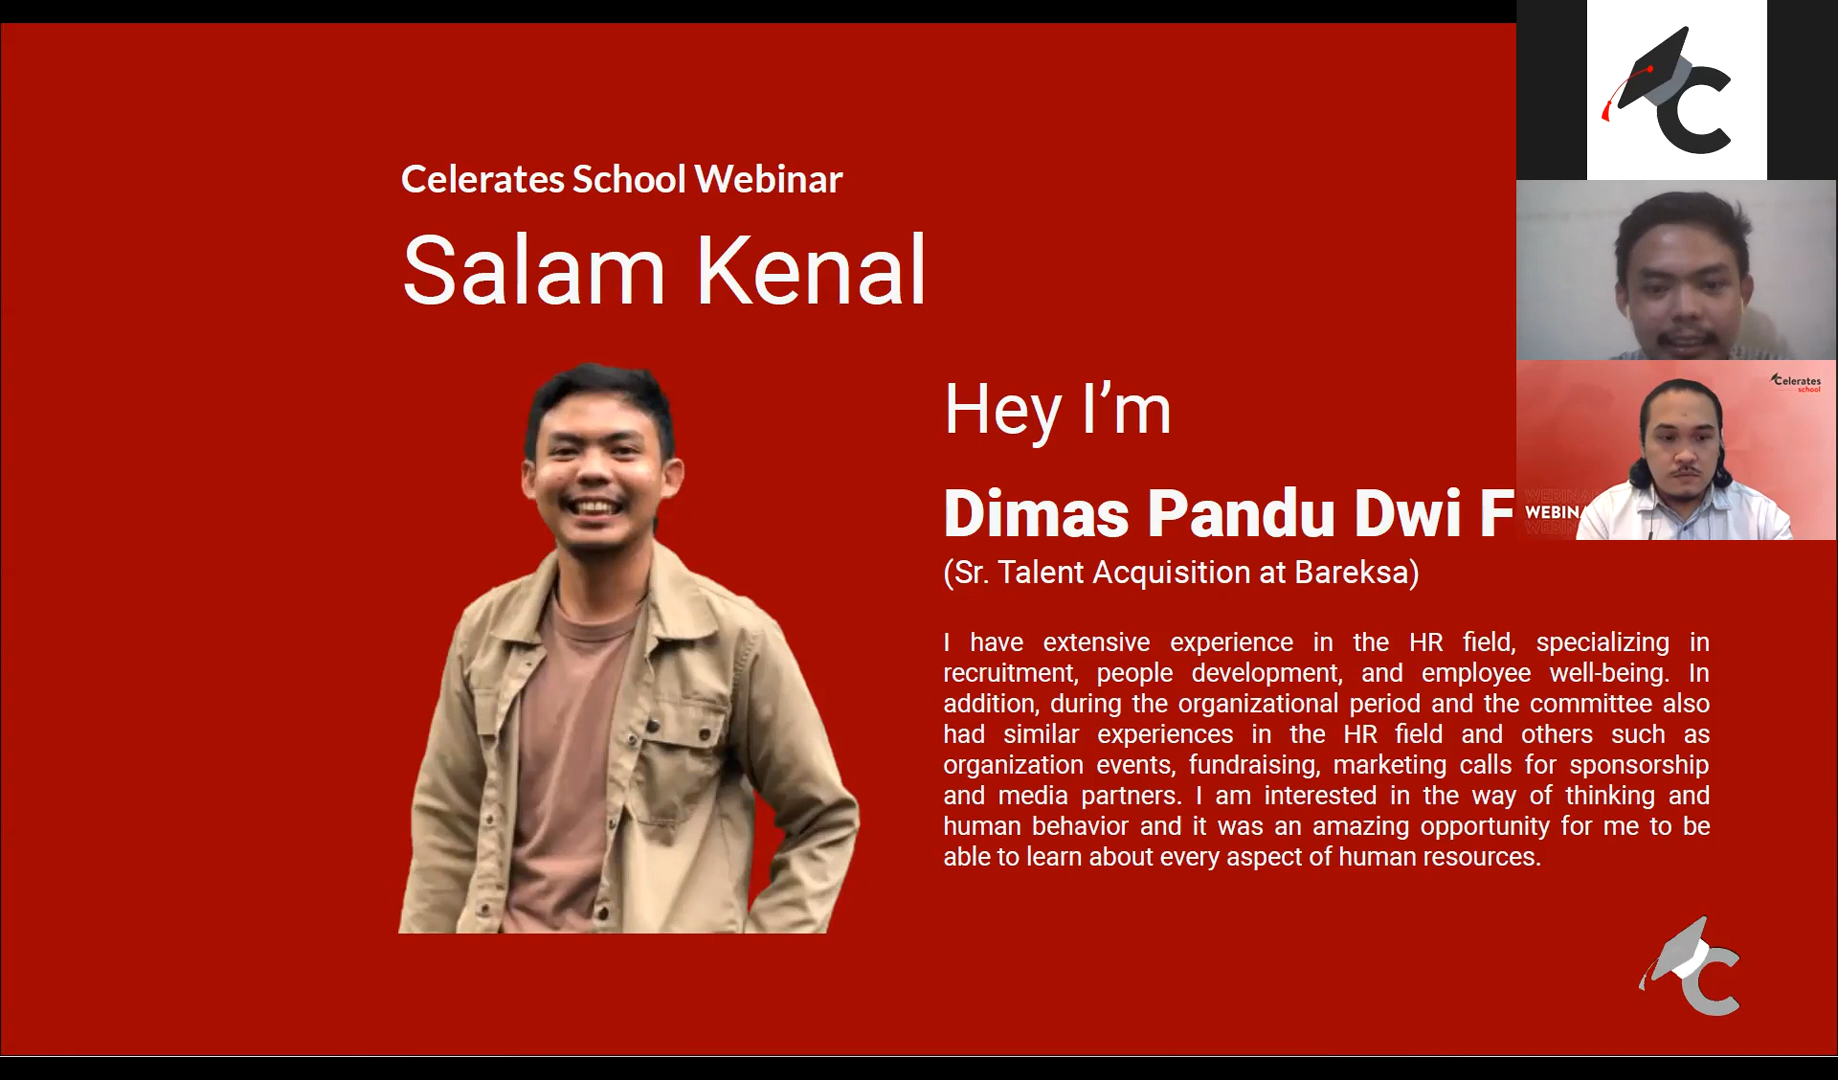 Celerates School Webinar
Salam Kenal
Hey I’m
Dimas Pandu Dwi F
(Sr. Talent Acquisition at Bareksa)
I have extensive experience in the HR field, specializing in
recruitment, people development, and employee well-being. In
addition, during the organizational period and the committee also
had similar experiences in the HR field and others such as
organization events, fundraising, marketing calls for sponsorship
and media partners. I am interested in the way of thinking and
human behavior and it was an amazing opportunity for me to be
able to learn about every aspect of human resources.
Celerates
school
WEBINA
WEBINA
WEBINA